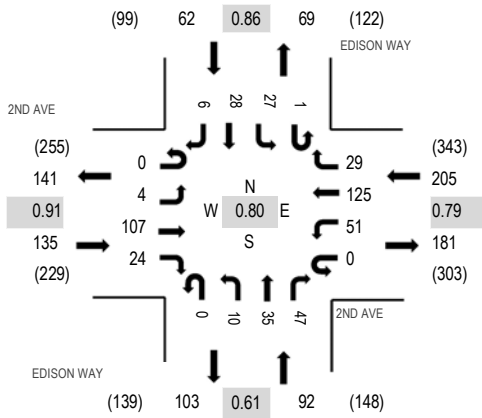 (99) 62 0.86 69 (122)
EDISON WAY
2ND AVE
6 28 27 1
(255) (343)
0 29
141 205
4 N 125
0.91 W 0.80 E 0.79
107 51
135 S 181
24 0
(229) (303)
0 10 35 47
2ND AVE
EDISON WAY
(139) 103 0.61 92 (148)